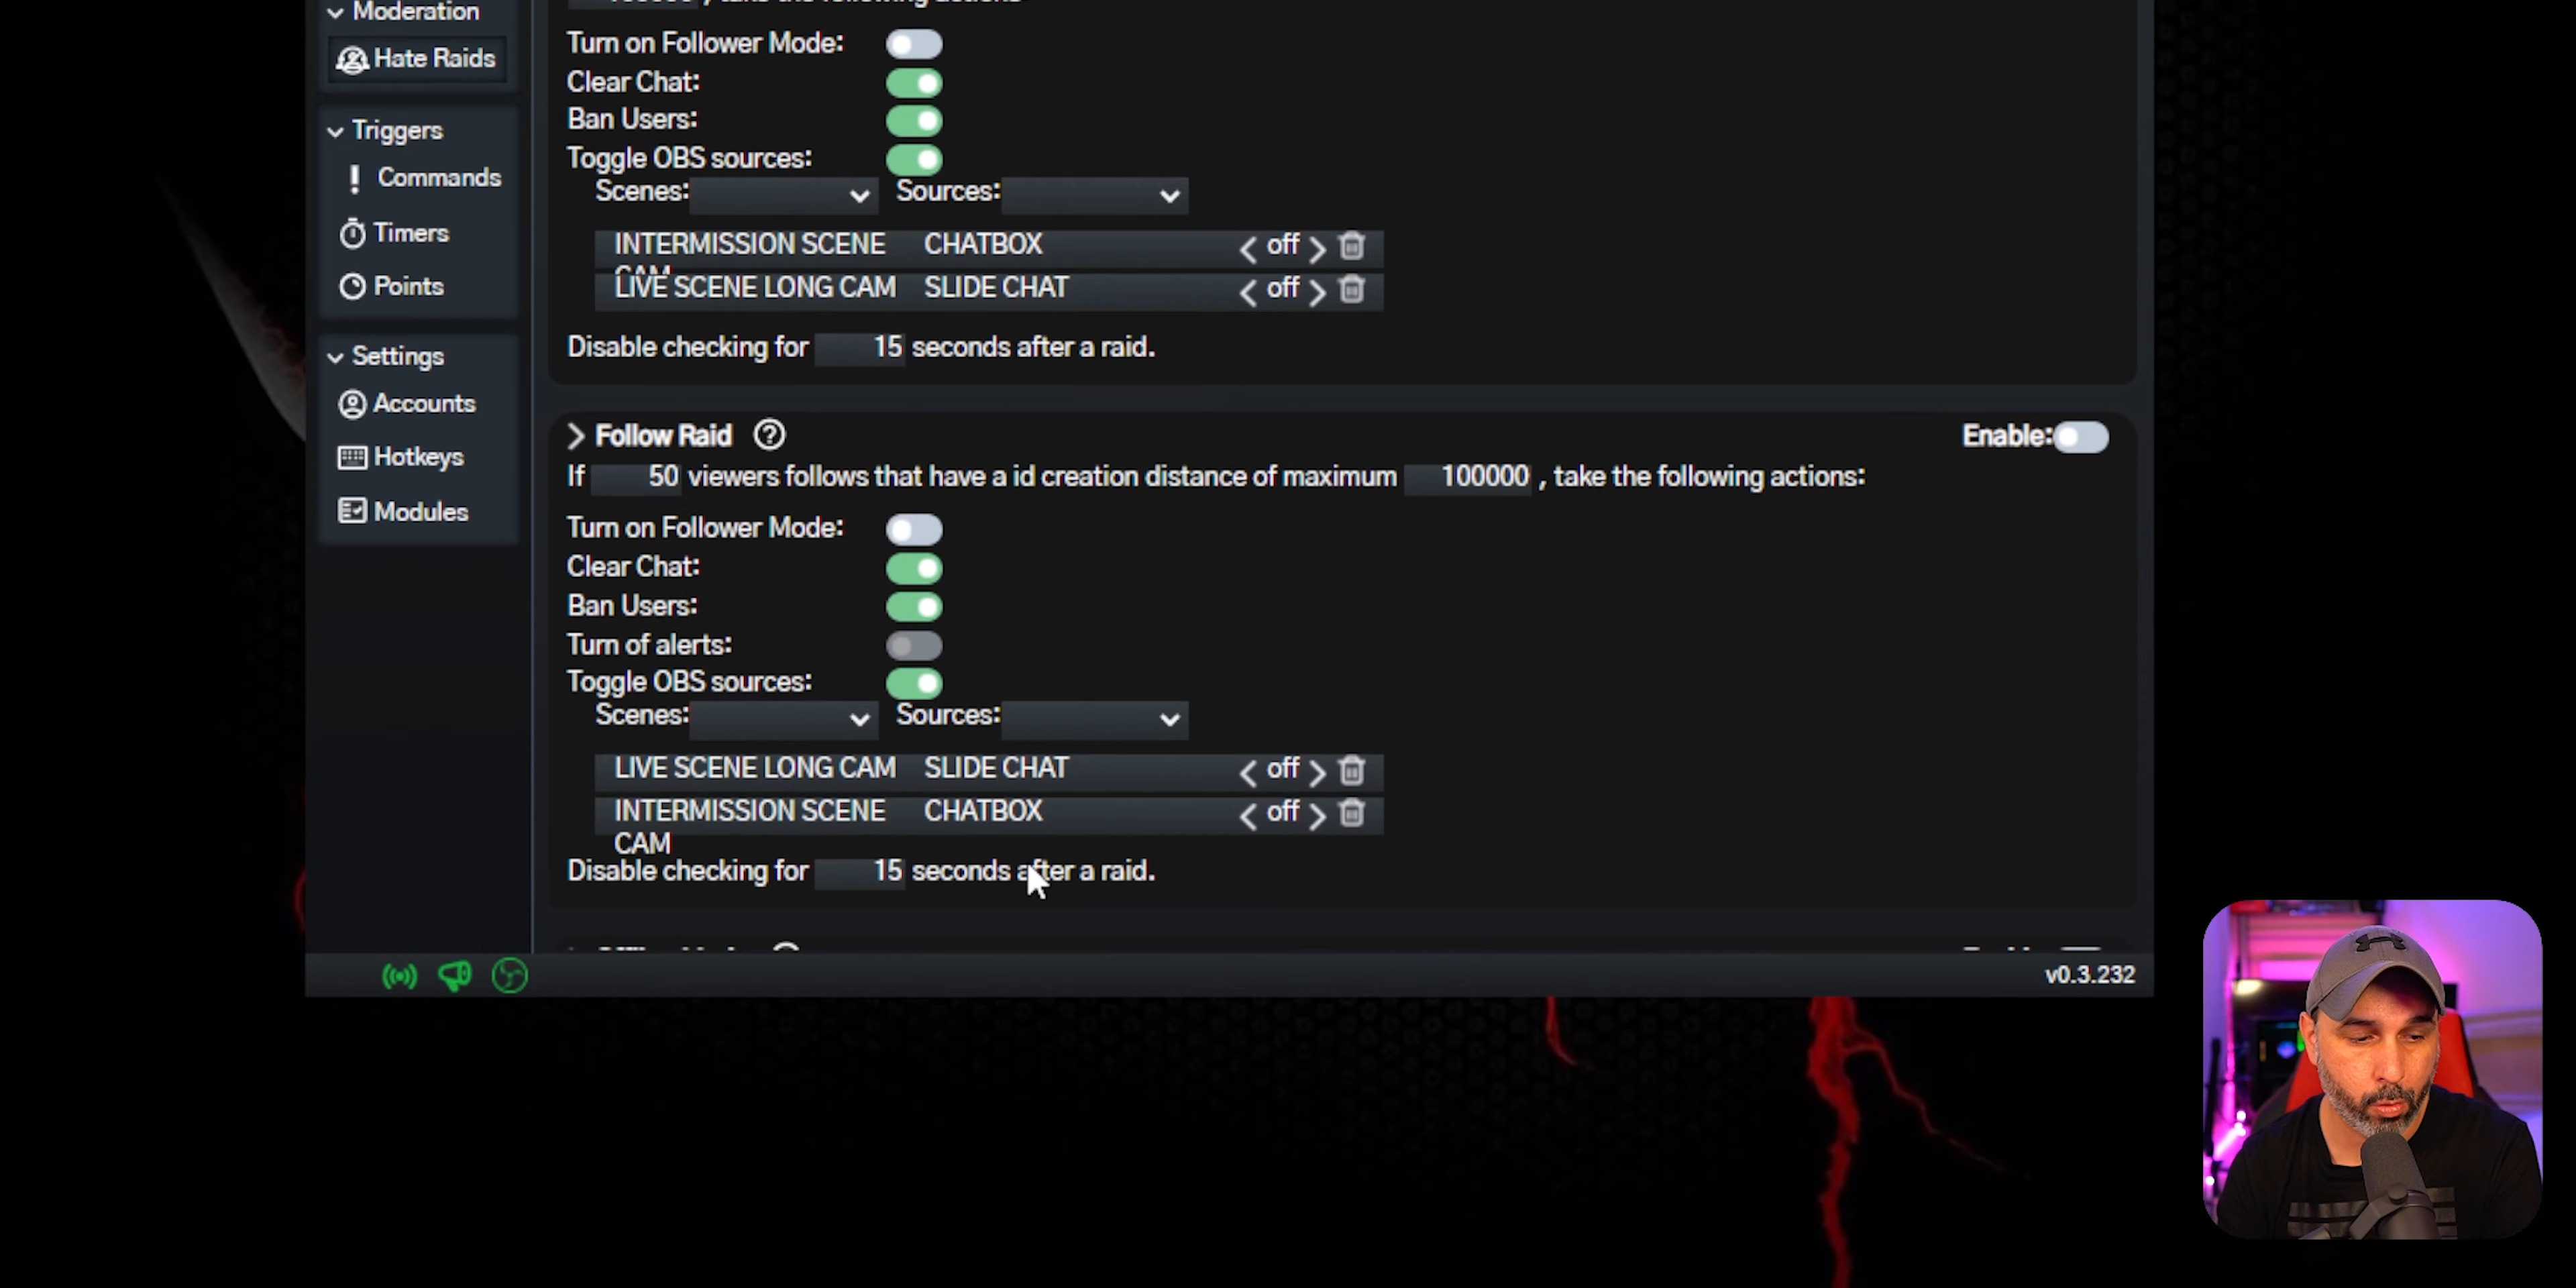 Moderation
Hate Raids
Triggers
Commands
Timers
Points
Settings
Accounts
Hotkeys
Modules
, take the following actions
Turn on Follower Mode:
Clear Chat:
Ban Users:
Toggle OBS sources:
Scenes: Sources:
INTERMISSION SCENE CHATBOX off
CAM
LIVE SCENE LONG CAM SLIDE CHAT off
Disable checking for 15 seconds after a raid.
Follow Raid ? Enable:
If 50 viewers follows that have a id creation distance of maximum 100000 , take the following actions:
Turn on Follower Mode:
Clear Chat:
Ban Users:
Turn of alerts:
Toggle OBS sources:
Scenes: Sources:
LIVE SCENE LONG CAM SLIDE CHAT off
INTERMISSION SCENE CHATBOX off
CAM
Disable checking for 15 seconds after a raid.
v0.3.232